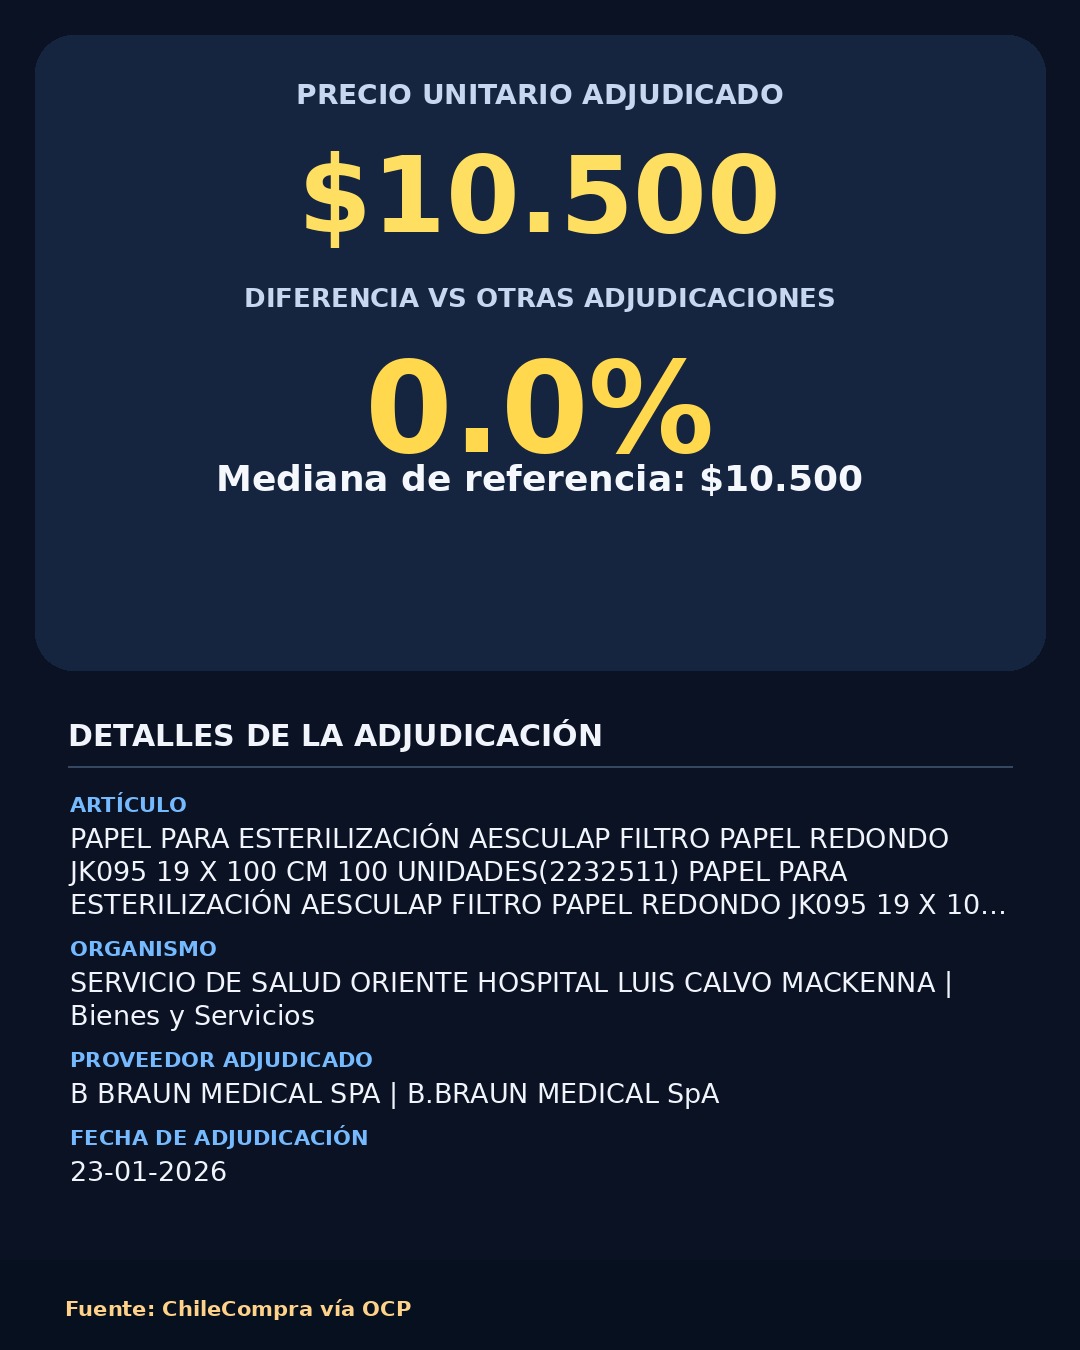 PRECIO UNITARIO ADJUDICADO
$10.500
DIFERENCIA VS OTRAS ADJUDICACIONES
0.0%
Mediana de referencia: $10.500
DETALLES DE LA ADJUDICACIÓN
ARTÍCULO
PAPEL PARA ESTERILIZACIÓN AESCULAP FILTRO PAPEL REDONDO
JK095 19 X 100 CM 100 UNIDADES(2232511) PAPEL PARA
ESTERILIZACIÓN AESCULAP FILTRO PAPEL REDONDO JK095 19 X 10...
ORGANISMO
SERVICIO DE SALUD ORIENTE HOSPITAL LUIS CALVO MACKENNA |
Bienes y Servicios
PROVEEDOR ADJUDICADO
B BRAUN MEDICAL SPA | B.BRAUN MEDICAL SpA
FECHA DE ADJUDICACIÓN
23-01-2026
Fuente: ChileCompra vía OCP